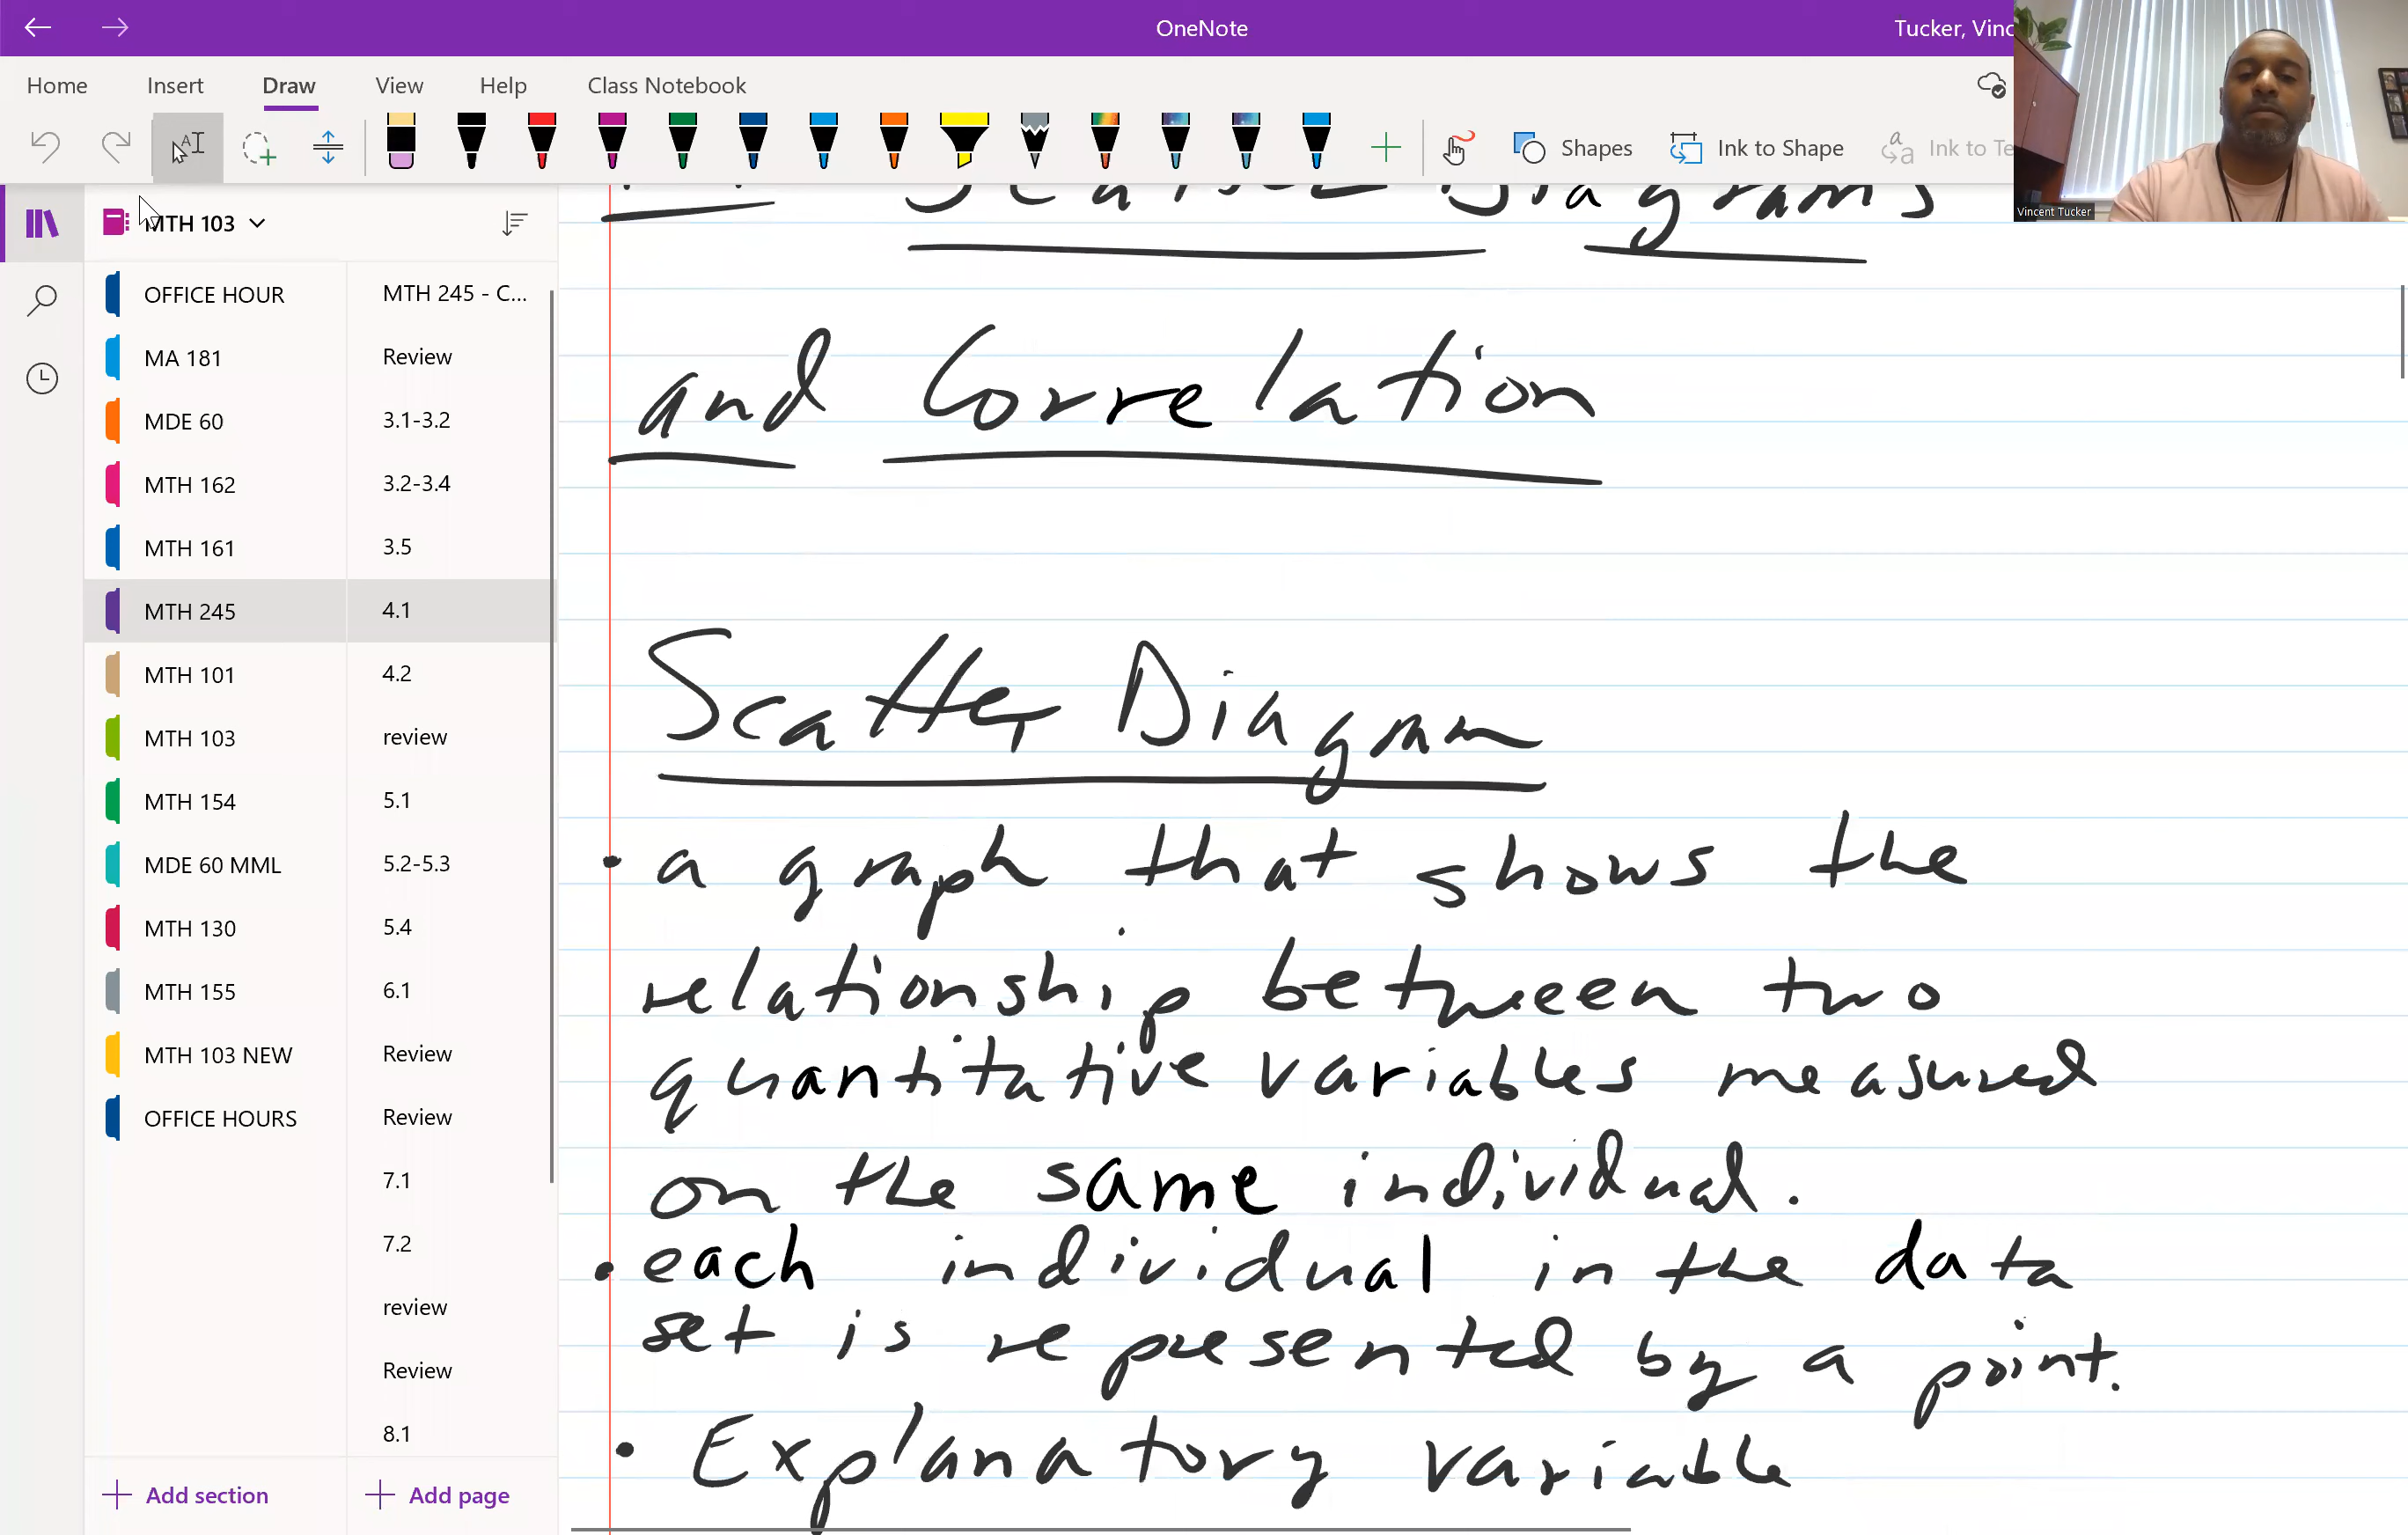 OneNote
Tucker, Vinc
Home Insert Draw View Help Class Notebook
Shapes Ink to Shape Ink to Te
Vincent Tucker
MTH 103
OFFICE HOUR
MA 181
MDE 60
MTH 162
MTH 161
MTH 245
MTH 101
MTH 103
MTH 154
MDE 60 MML
MTH 130
MTH 155
MTH 103 NEW
OFFICE HOURS
Add section
MTH 245 - C...
Review
3.1-3.2
3.2-3.4
3.5
4.1
4.2
review
5.1
5.2-5.3
5.4
6.1
Review
Review
7.1
7.2
review
Review
8.1
Add page
Scatter Diagrams
and Correlation
Scatter Diagram
• a graph that shows the
relationship between two
quantitative variables measured
on the same individual.
• each individual in the data
set is represented by a point.
• Explanatory variable